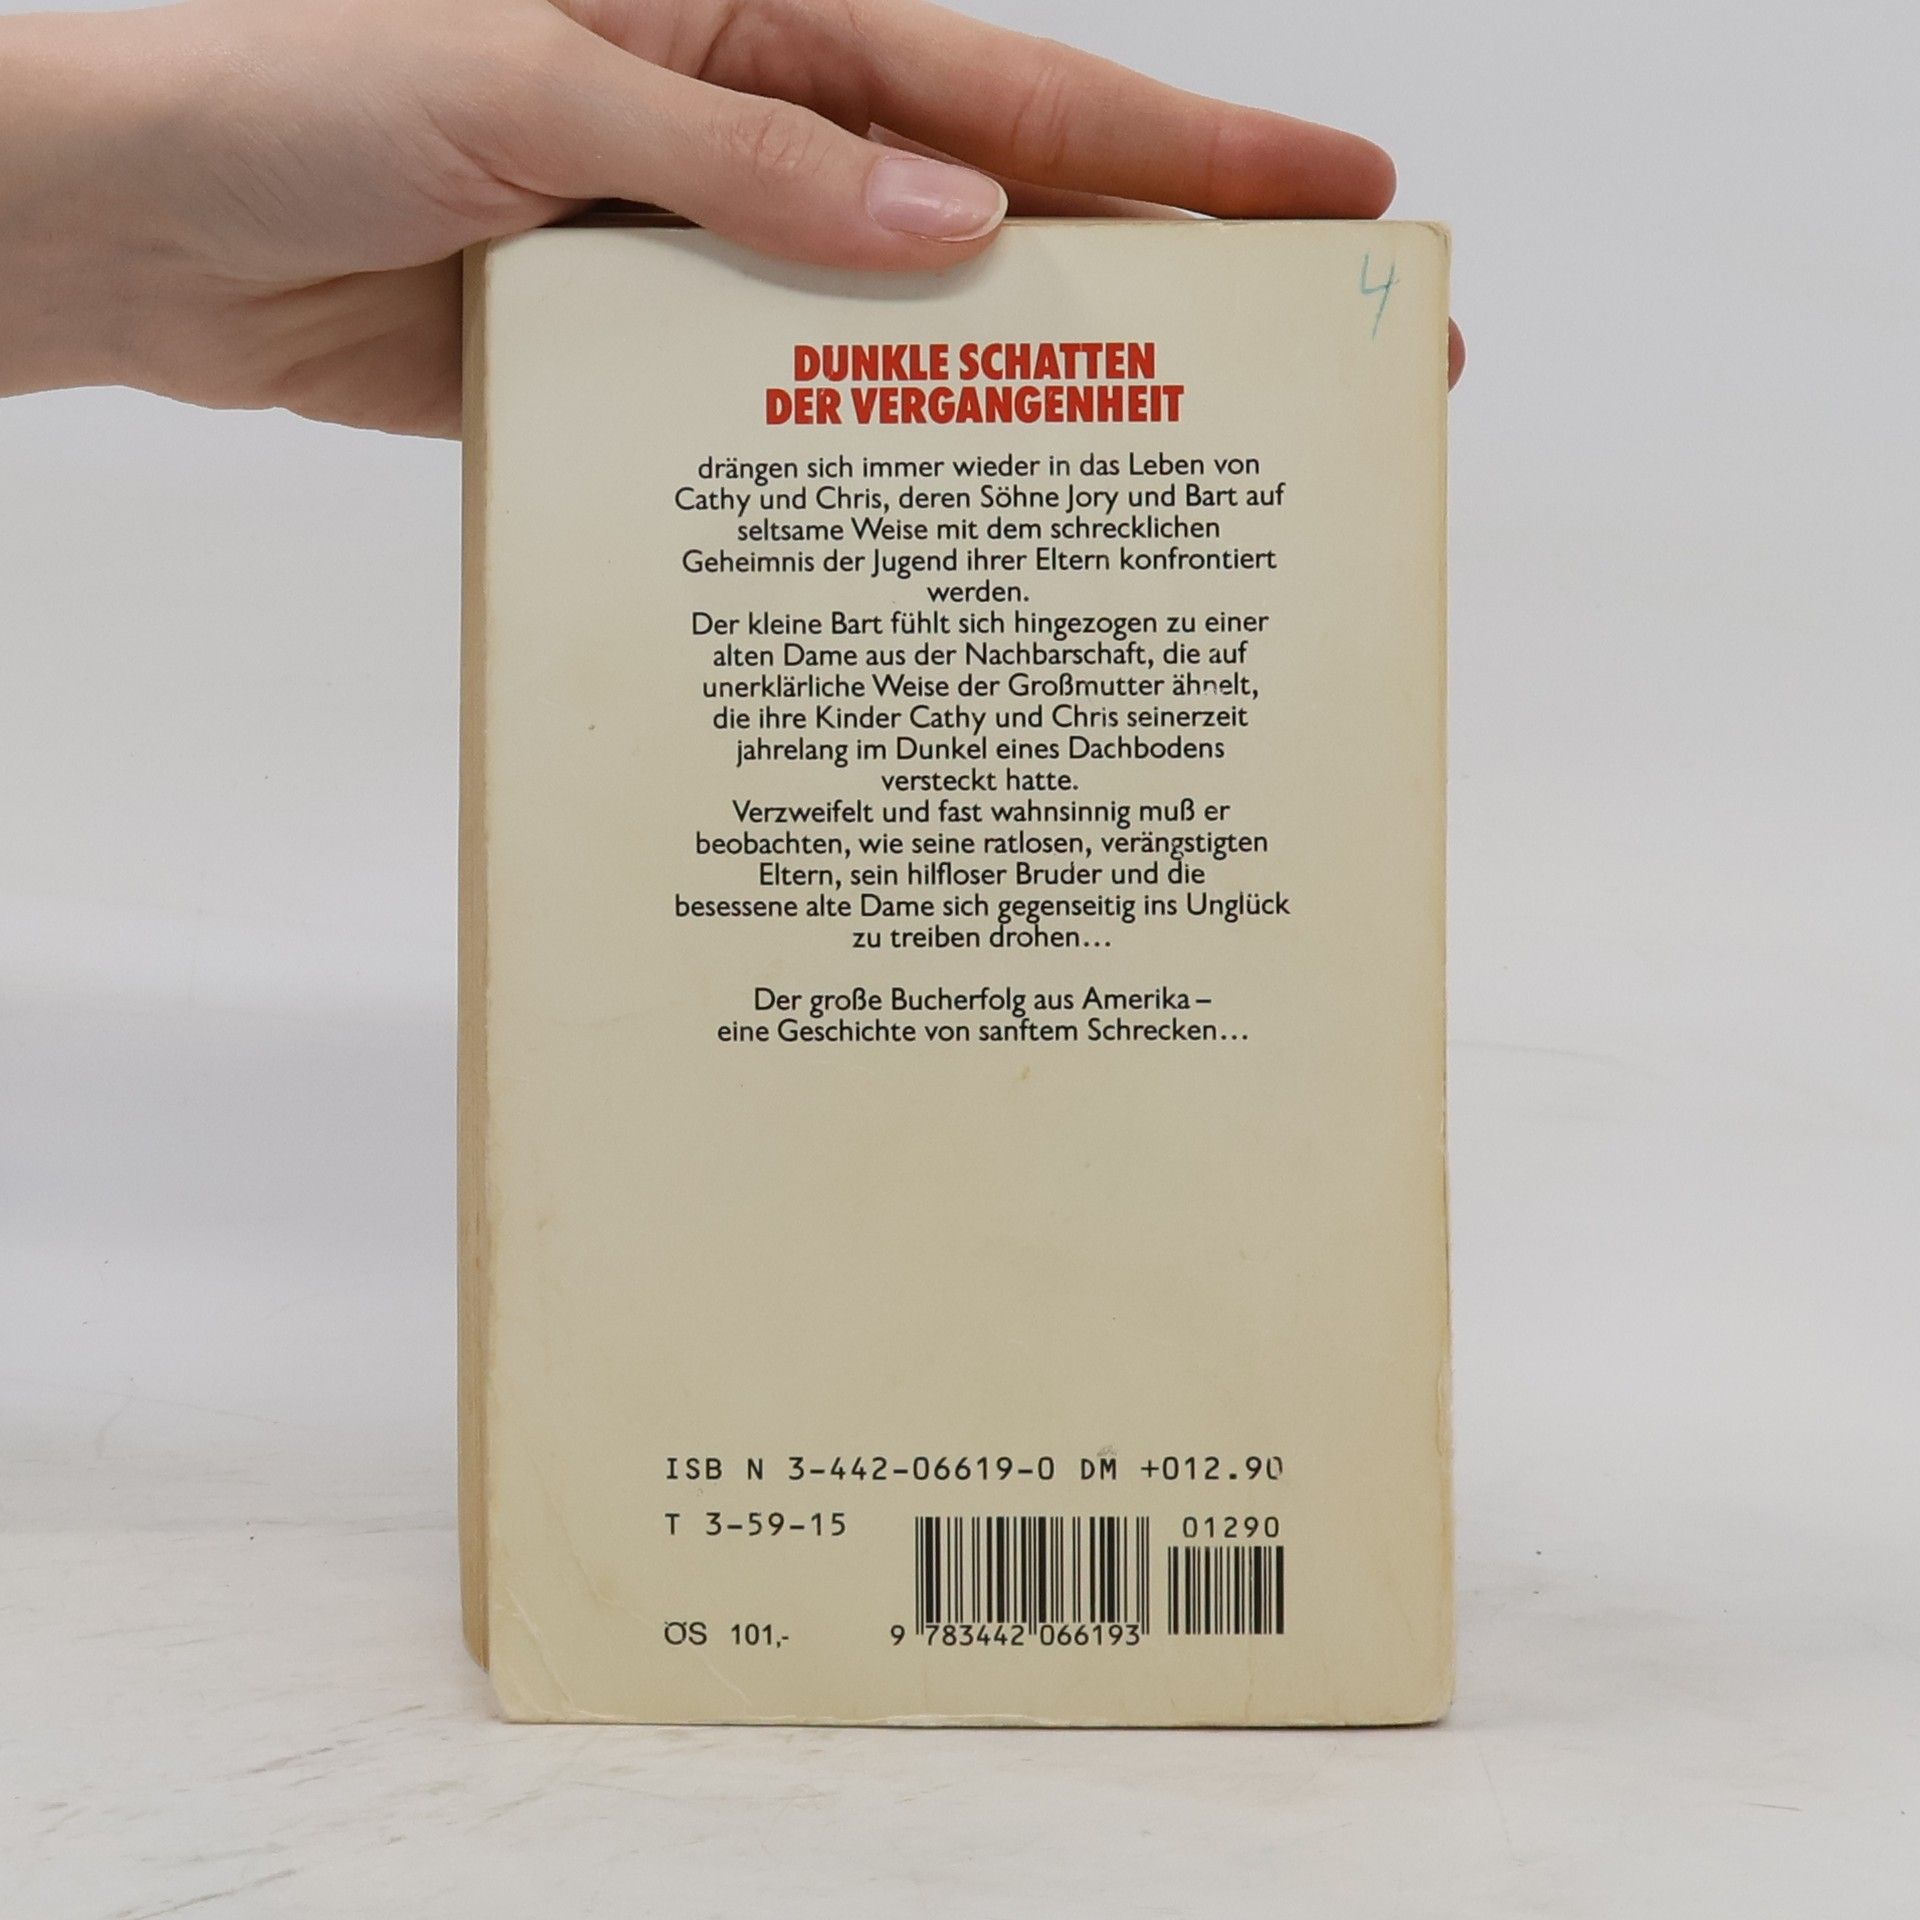 4
DUNKLE SCHATTEN
DER VERGANGENHEIT
drängen sich immer wieder in das Leben von
Cathy und Chris, deren Söhne Jory und Bart auf
seltsame Weise mit dem schrecklichen
Geheimnis der Jugend ihrer Eltern konfrontiert
werden.
Der kleine Bart fühlt sich hingezogen zu einer
alten Dame aus der Nachbarschaft, die auf
unerklärliche Weise der Großmutter ähnelt,
die ihre Kinder Cathy und Chris seinerzeit
jahrelang im Dunkel eines Dachbodens
versteckt hatte.
Verzweifelt und fast wahnsinnig muß er
beobachten, wie seine ratlosen, verängstigten
Eltern, sein hilfloser Bruder und die
besessene alte Dame sich gegenseitig ins Unglück
zu treiben drohen...
Der große Bucherfolg aus Amerika –
eine Geschichte von sanftem Schrecken...
ISB N 3-442-06619-0 DM +012.90
T 3-59-15
01290
ÖS 101,-
9 783442 066193